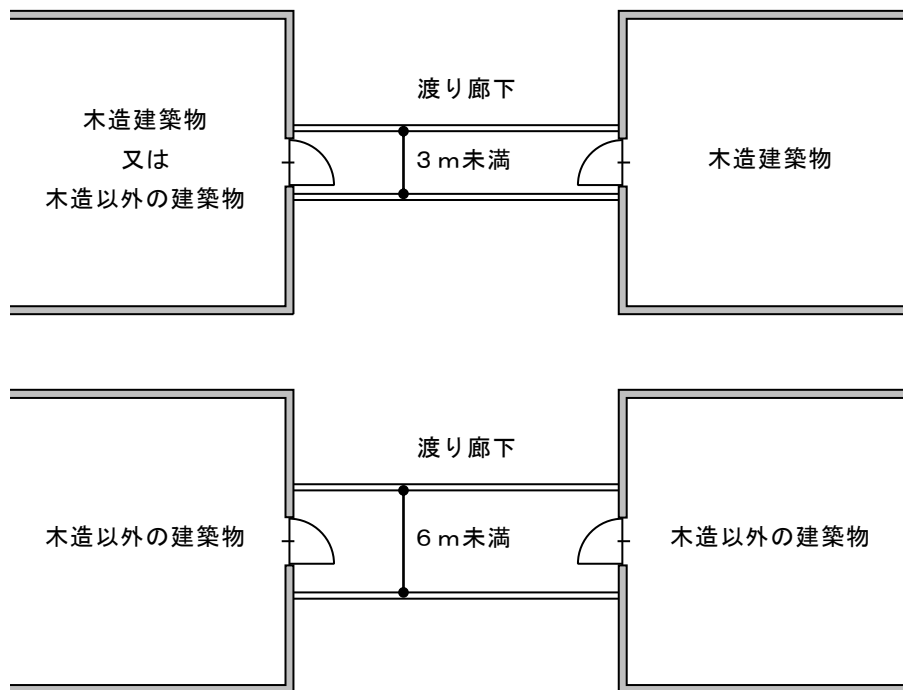 渡り廊下
木造建築物
又は
木造以外の建築物
３ｍ未満
木造建築物
渡り廊下
木造以外の建築物
６ｍ未満
木造以外の建築物